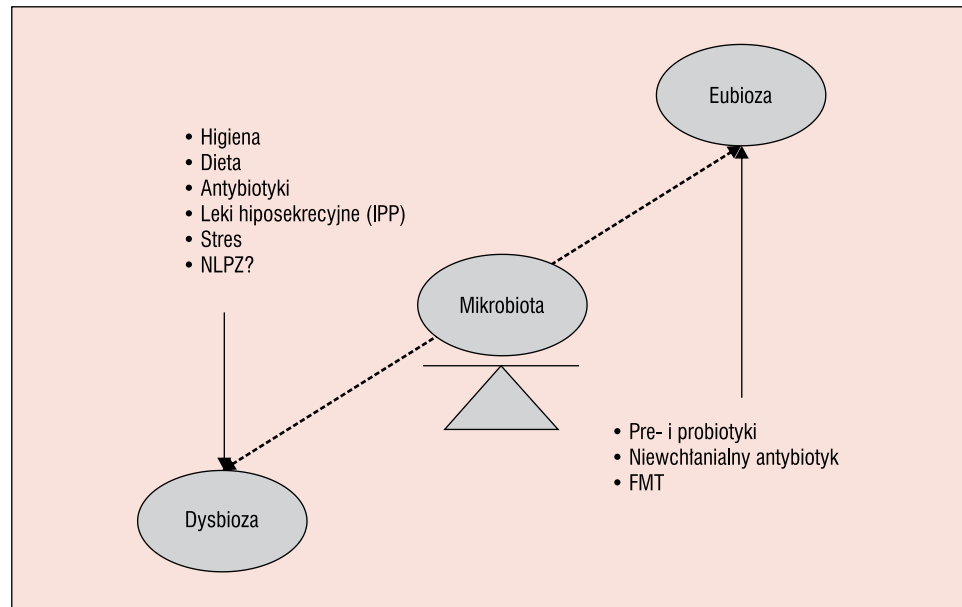 Eubioza
• Higiena
• Dieta
• Antybiotyki
• Leki hiposekrecyjne (IPP)
• Stres
• NLPZ?
Mikrobiota
• Pre- i probiotyki
• Niewchłanialny antybiotyk
• FMT
Dysbioza